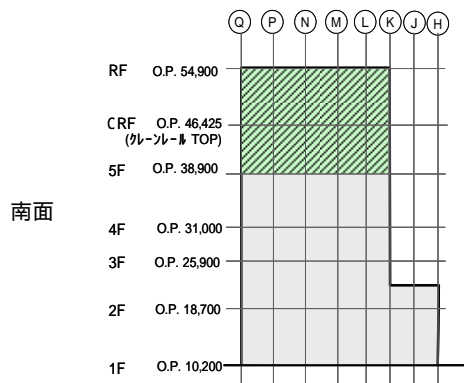 Q P N M L K J H
RF O.P. 54,900
CRF O.P. 46,425
(クレーンレール TOP)
5F O.P. 38,900
南面
4F O.P. 31,000
3F O.P. 25,900
2F O.P. 18,700
1F O.P. 10,200